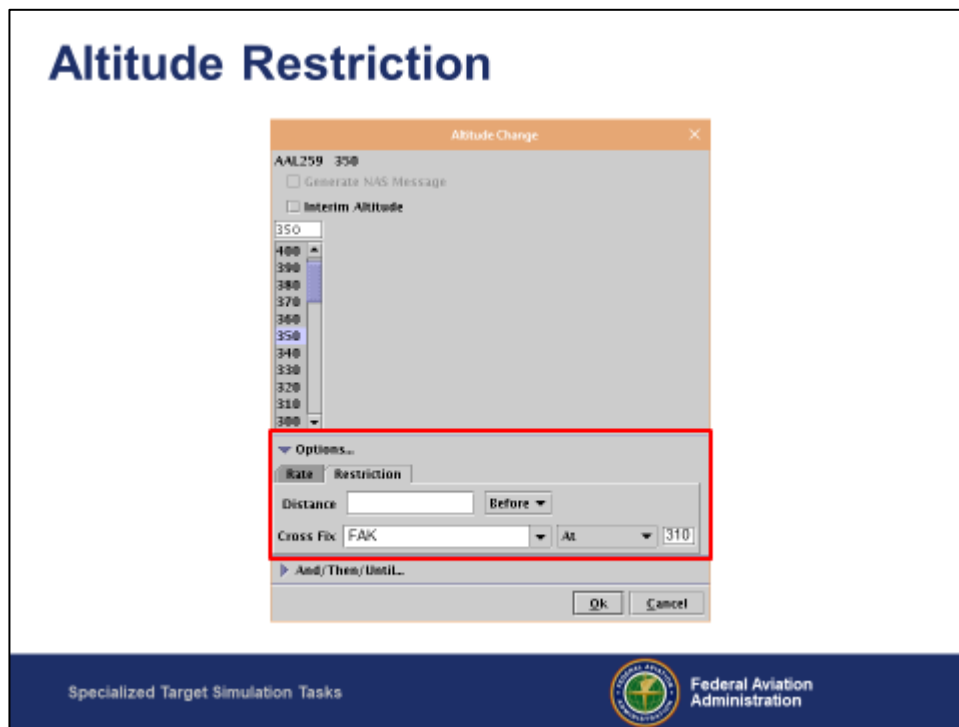 Altitude Restriction
Altitude Change
AAL259 350
Generate NAS Message
Interim Altitude
350
400
390
380
370
360
350
340
330
320
310
300
Options...
Rate Restriction
Distance Before
Cross Fix FAK At 310
And/Then/Until...
Ok Cancel
Specialized Target Simulation Tasks
Federal Aviation
Administration